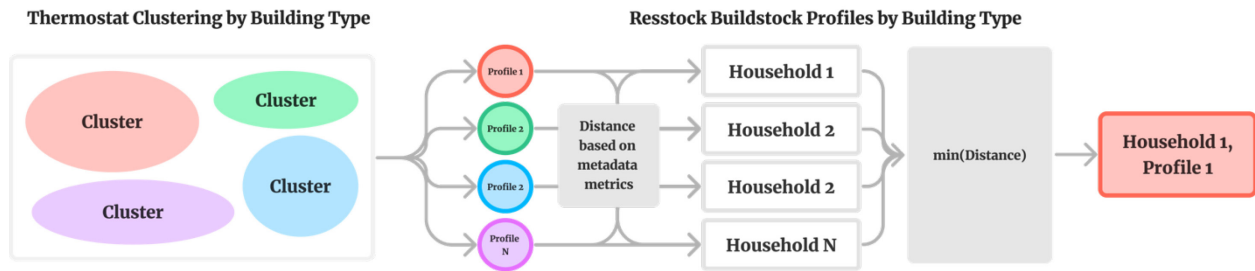 Thermostat Clustering by Building Type
Resstock Buildstock Profiles by Building Type
Cluster
Cluster
Cluster
Cluster
Profile 1
Profile 2
Profile 2
Profile
N
Distance
based on
metadata
metrics
Household 1
Household 2
Household 2
Household N
min(Distance)
Household 1,
Profile 1